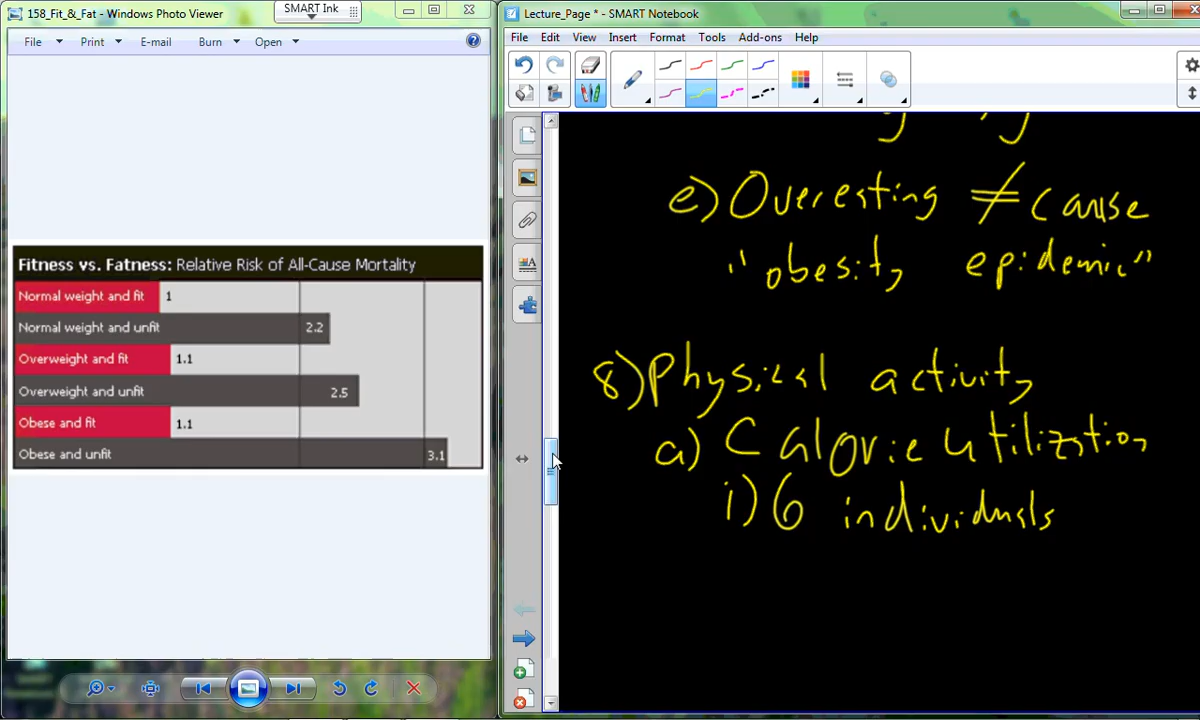 158_Fit_&_Fat - Windows Photo Viewer
SMART Ink
File Print E-mail Burn Open
Fitness vs. Fatness: Relative Risk of All-Cause Mortality
Normal weight and fit 1
Normal weight and unfit 2.2
Overweight and fit 1.1
Overweight and unfit 2.5
Obese and fit 1.1
Obese and unfit 3.1
Lecture_Page * - SMART Notebook
File Edit View Insert Format Tools Add-ons Help
e) Overeating ≠ cause
"obesity epidemic"
8) Physical activity
a) Calorie utilization
i) 6 individuals